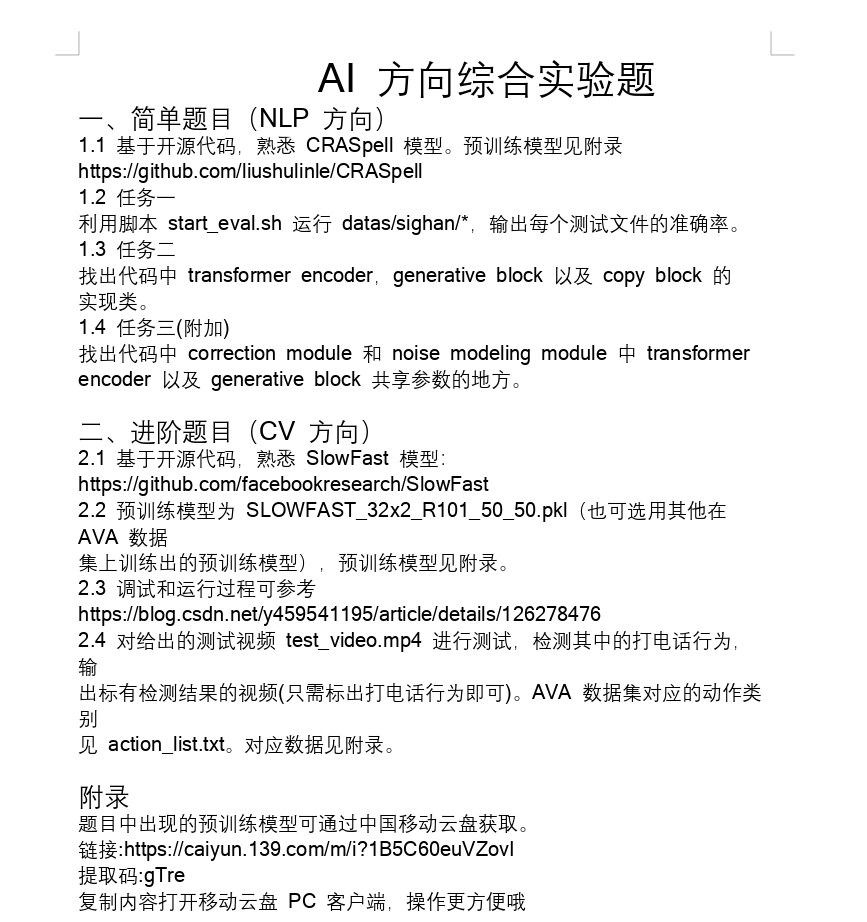 AI 方向综合实验题
一、简单题目（NLP 方向）
1.1 基于开源代码，熟悉 CRASpell 模型。预训练模型见附录
https://github.com/liushulinle/CRASpell
1.2 任务一
利用脚本 start_eval.sh 运行 datas/sighan/*，输出每个测试文件的准确率。
1.3 任务二
找出代码中 transformer encoder，generative block 以及 copy block 的
实现类。
1.4 任务三(附加)
找出代码中 correction module 和 noise modeling module 中 transformer
encoder 以及 generative block 共享参数的地方。
二、进阶题目（CV 方向）
2.1 基于开源代码，熟悉 SlowFast 模型：
https://github.com/facebookresearch/SlowFast
2.2 预训练模型为 SLOWFAST_32x2_R101_50_50.pkl（也可选用其他在
AVA 数据
集上训练出的预训练模型），预训练模型见附录。
2.3 调试和运行过程可参考
https://blog.csdn.net/y459541195/article/details/126278476
2.4 对给出的测试视频 test_video.mp4 进行测试，检测其中的打电话行为，
输
出标有检测结果的视频(只需标出打电话行为即可)。AVA 数据集对应的动作类
别
见 action_list.txt。对应数据见附录。
附录
题目中出现的预训练模型可通过中国移动云盘获取。
链接:https://caiyun.139.com/m/i?1B5C60euVZovI
提取码:gTre
复制内容打开移动云盘 PC 客户端，操作更方便哦